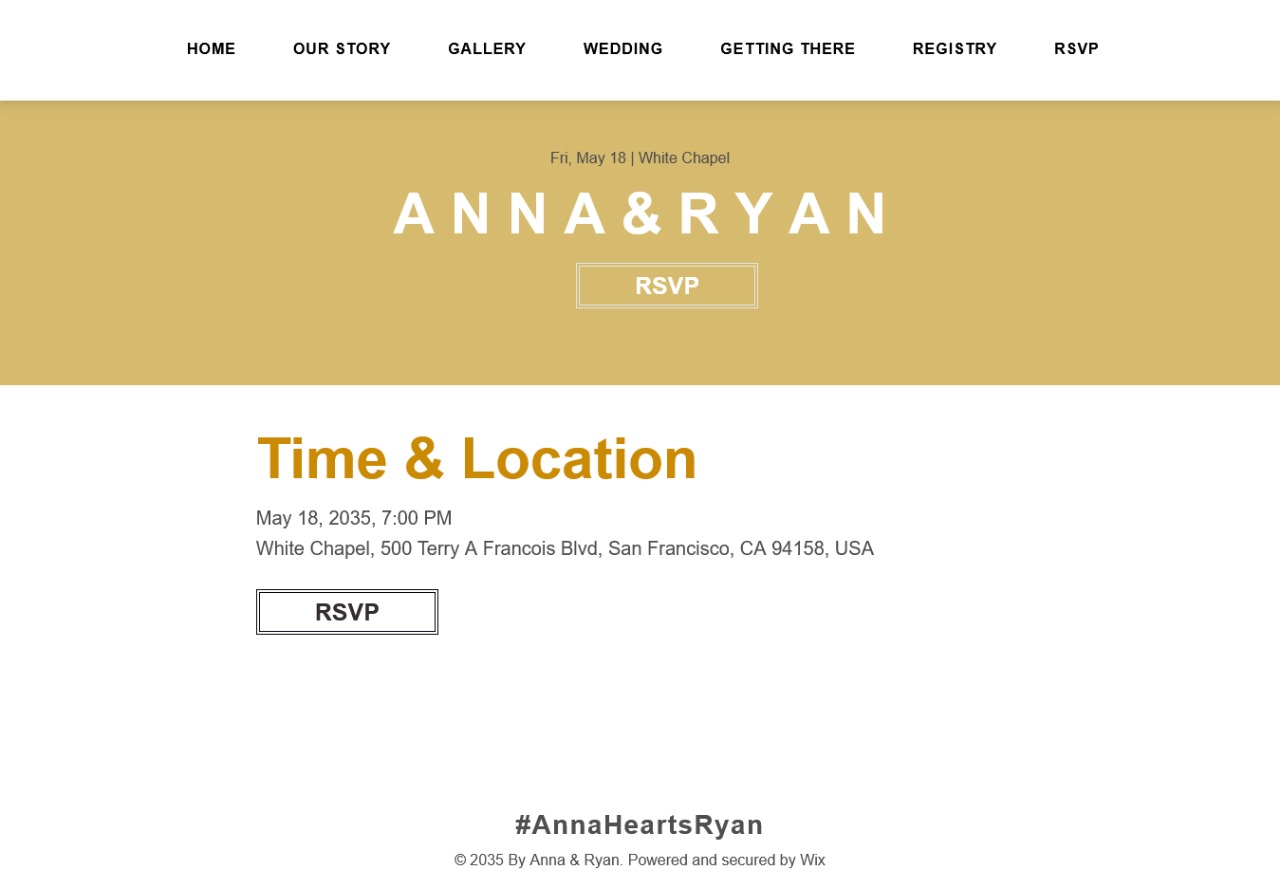 HOME OUR STORY GALLERY WEDDING GETTING THERE REGISTRY RSVP
Fri, May 18 | White Chapel
ANNA&RYAN
RSVP
Time & Location
May 18, 2035, 7:00 PM
White Chapel, 500 Terry A Francois Blvd, San Francisco, CA 94158, USA
RSVP
#AnnaHeartsRyan
© 2035 By Anna & Ryan. Powered and secured by Wix